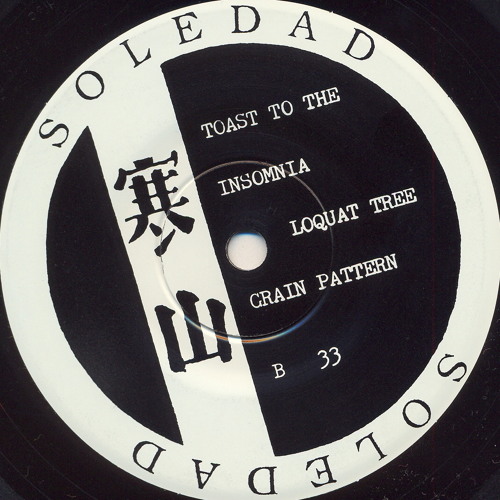 SOLEDAD
TOAST TO THE
INSOMNIA
LOQUAT TREE
GRAIN PATTERN
B 33
寒山
SOLEDAD